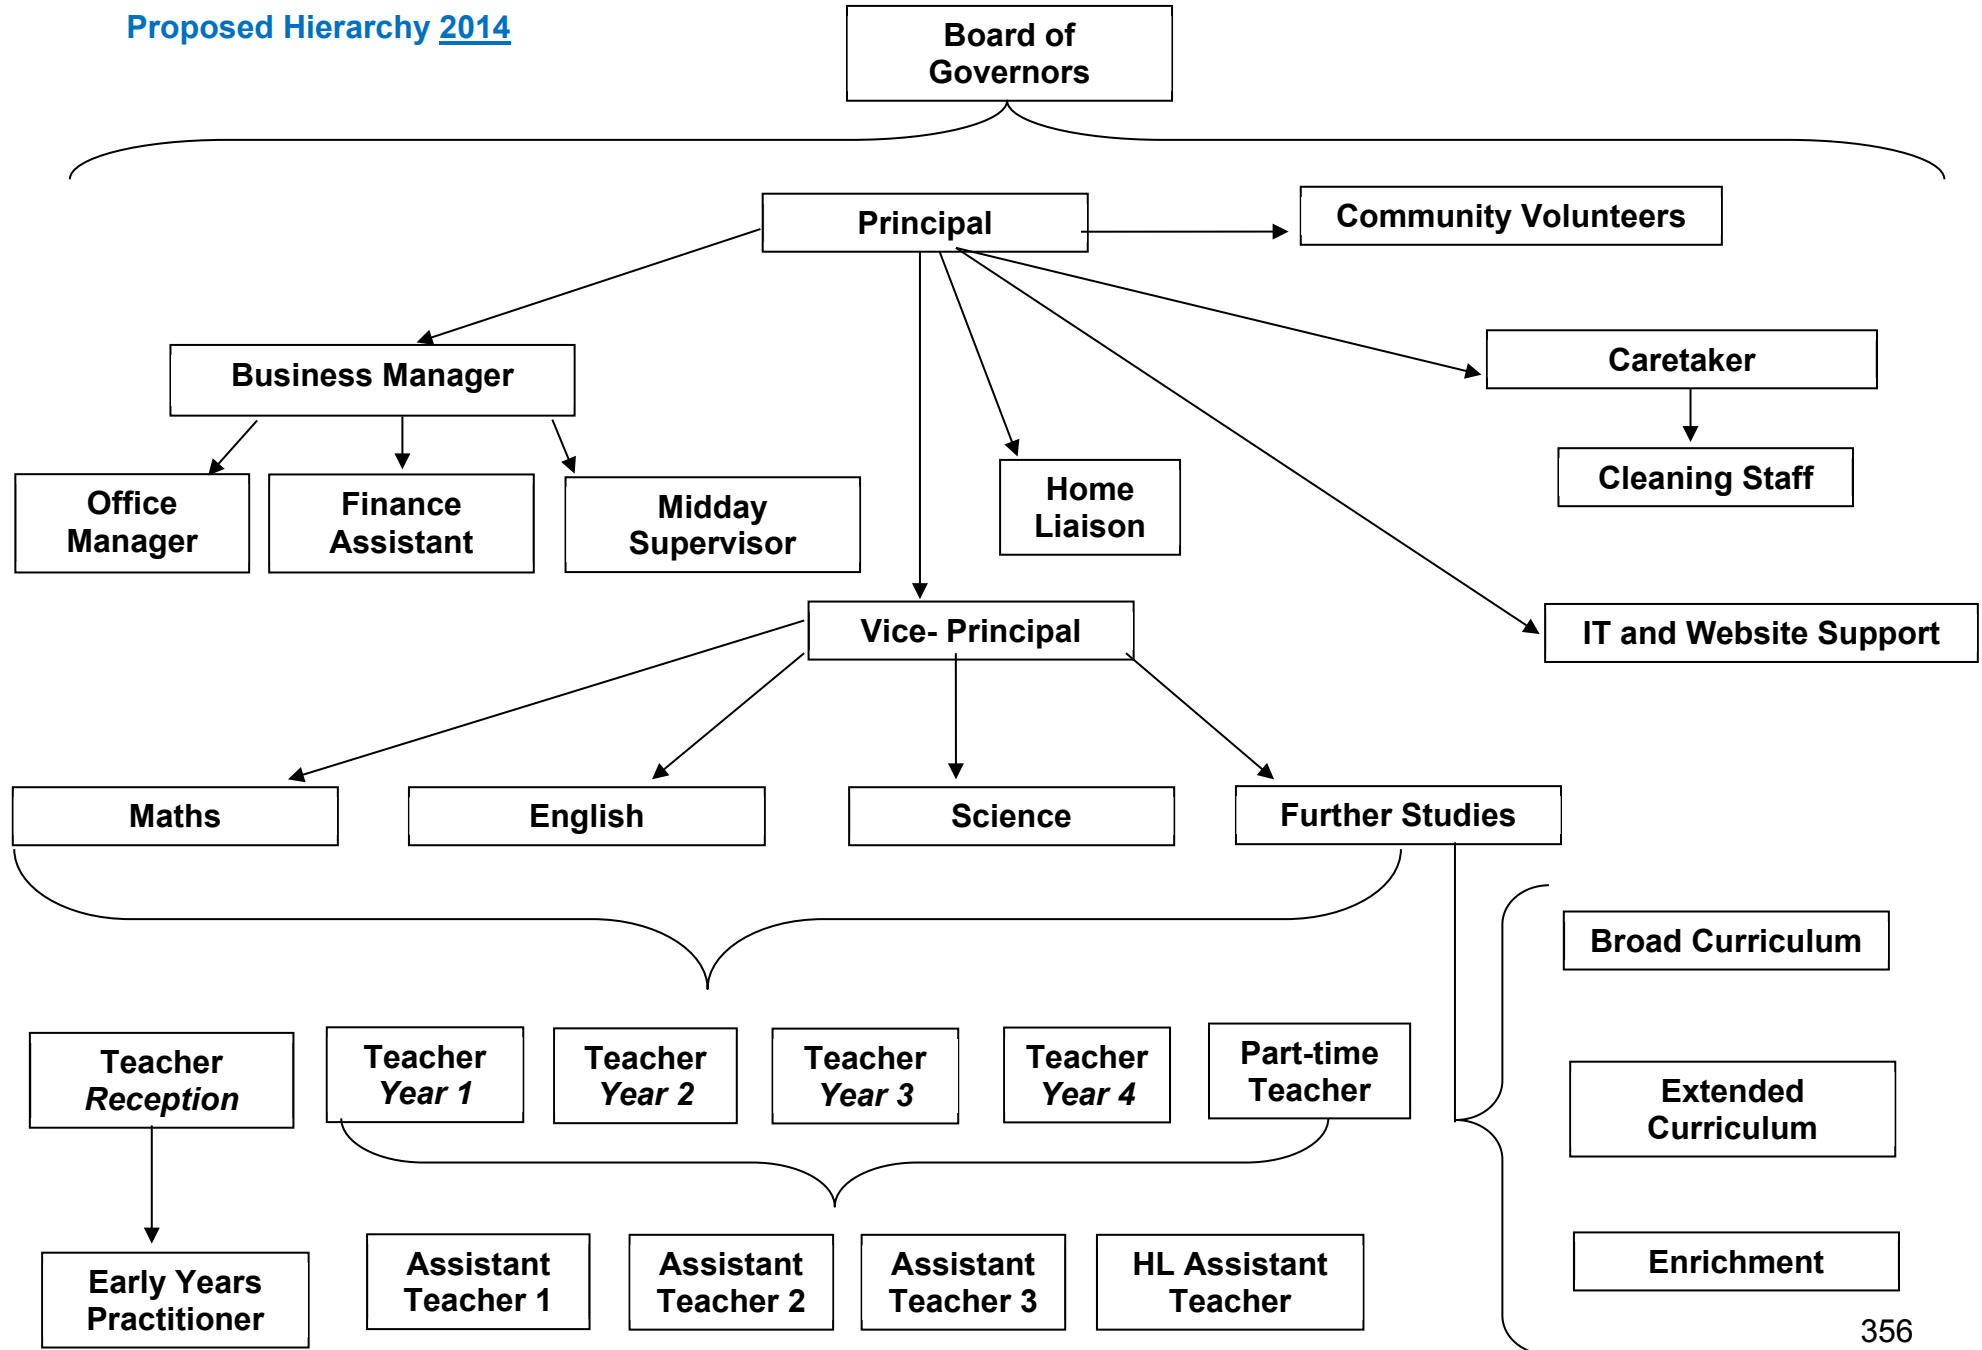 Proposed Hierarchy 2014
Board of
Governors
Principal
Community Volunteers
Business Manager
Caretaker
Office
Manager
Finance
Assistant
Midday
Supervisor
Home
Liaison
Cleaning Staff
Vice- Principal
IT and Website Support
Maths
English
Science
Further Studies
Broad Curriculum
Teacher
Reception
Teacher
Year 1
Teacher
Year 2
Teacher
Year 3
Teacher
Year 4
Part-time
Teacher
Extended
Curriculum
Early Years
Practitioner
Assistant
Teacher 1
Assistant
Teacher 2
Assistant
Teacher 3
HL Assistant
Teacher
Enrichment
356